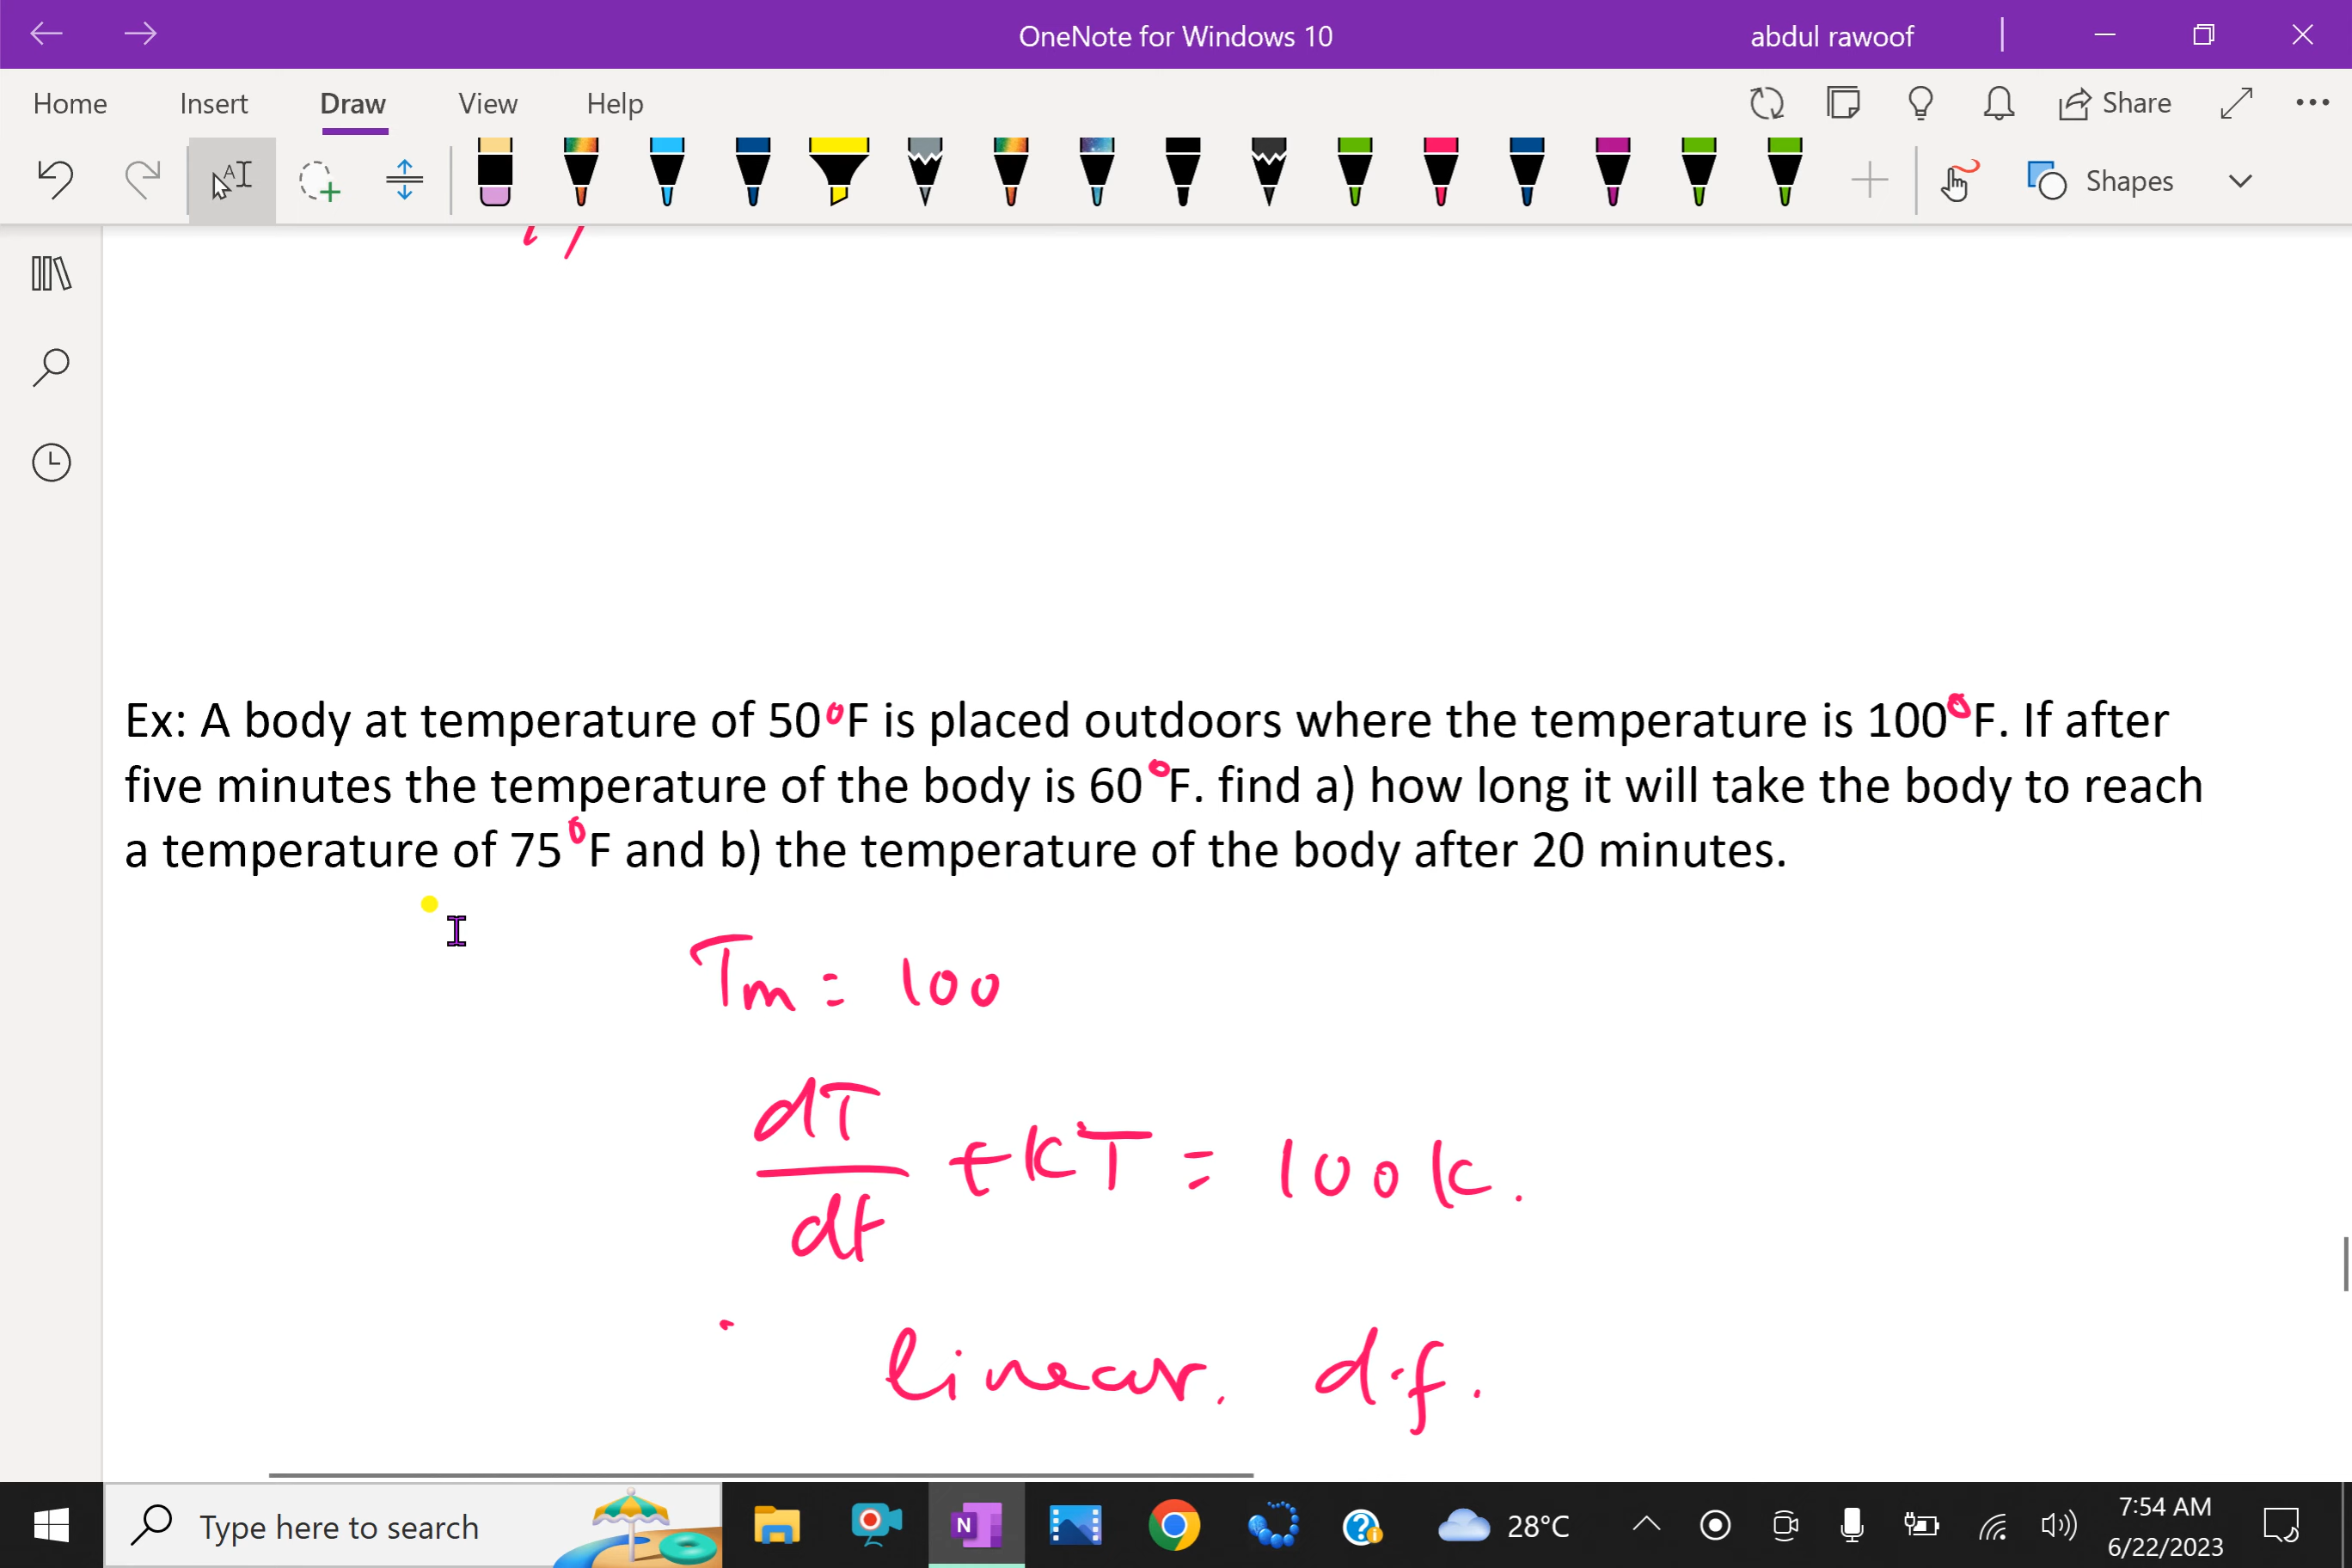 OneNote for Windows 10
abdul rawoof
Home Insert Draw View Help
Share
Shapes
Ex: A body at temperature of 50°F is placed outdoors where the temperature is 100°F. If after
five minutes the temperature of the body is 60°F. find a) how long it will take the body to reach
a temperature of 75°F and b) the temperature of the body after 20 minutes.
Tm = 100
dT/dt + kT = 100k.
linear. d.f.
Type here to search
28°C
7:54 AM
6/22/2023